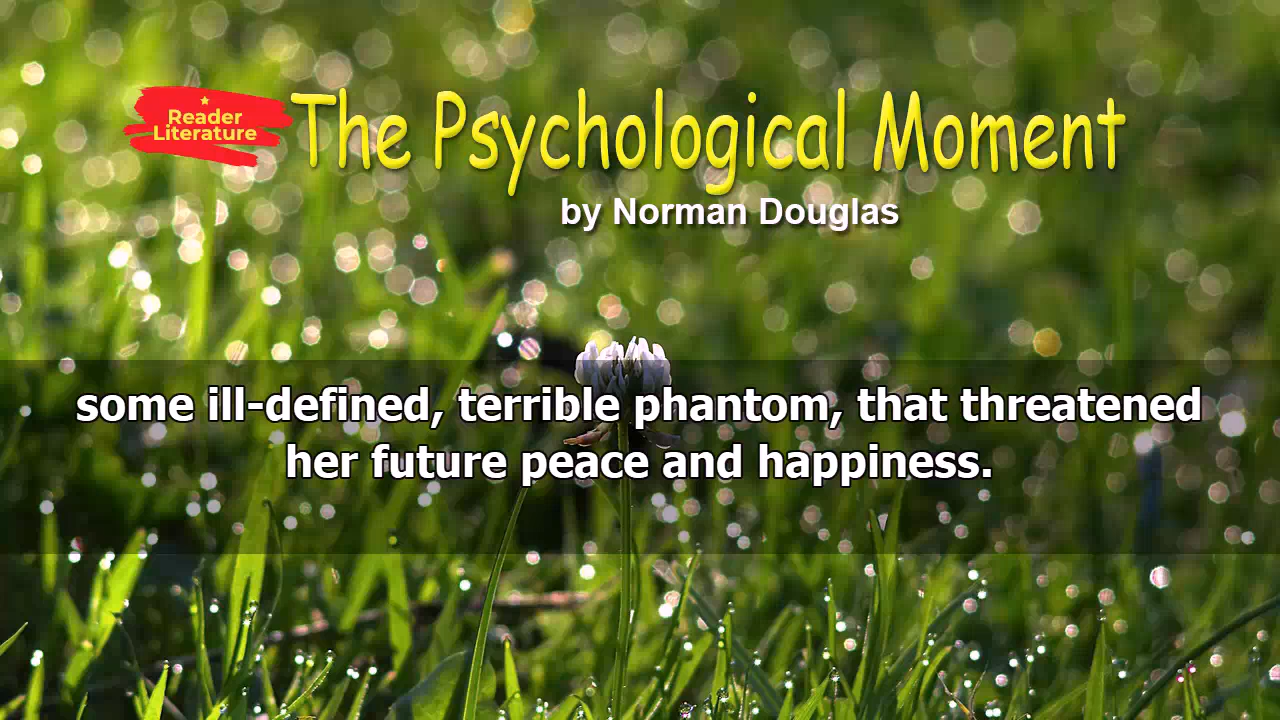 Reader
Literature
The Psychological Moment
by Norman Douglas
some ill-defined, terrible phantom, that threatened
her future peace and happiness.